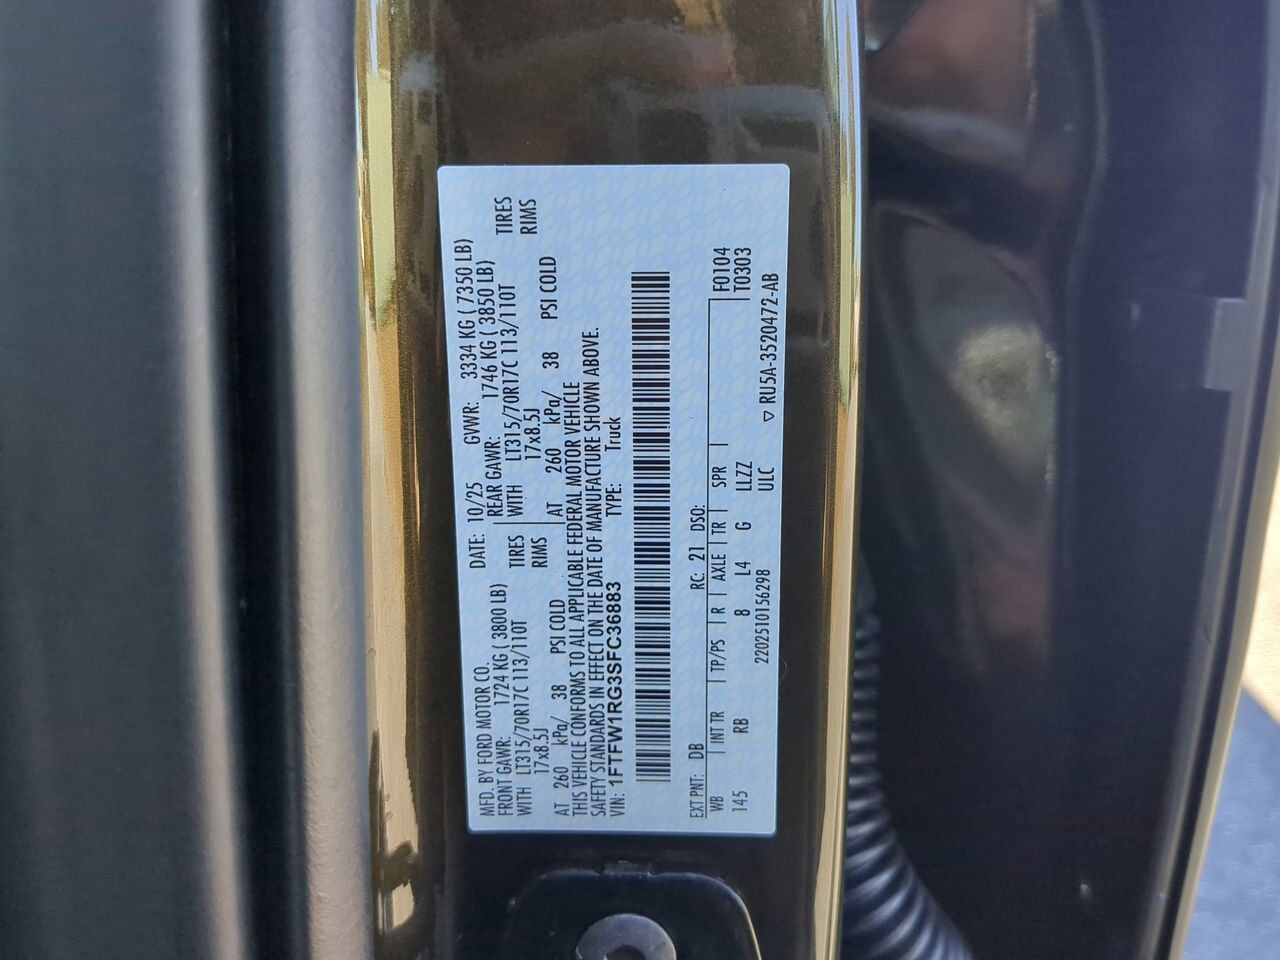 MFD. BY FORD MOTOR CO.
DATE: 10/25 GVWR: 3334 KG ( 7350 LB)
FRONT GAWR: 1724 KG ( 3800 LB)
REAR GAWR: 1746 KG ( 3850 LB)
WITH LT315/70R17C 113/110T TIRES
WITH LT315/70R17C 113/110T TIRES
17x8.5J RIMS
17x8.5J RIMS
AT 260 kPa/ 38 PSI COLD
AT 260 kPa/ 38 PSI COLD
THIS VEHICLE CONFORMS TO ALL APPLICABLE FEDERAL MOTOR VEHICLE
SAFETY STANDARDS IN EFFECT ON THE DATE OF MANUFACTURE SHOWN ABOVE.
VIN: 1FTFW1RG3SFC36883 TYPE: Truck
EXT PNT: DB RC: 21 DSO:
WB INT TR TP/PS R AXLE TR SPR F0104
145 RB 8 L4 G LLZZ T0303
2202510156298 ULC ▽ RU5A-3520472-AB